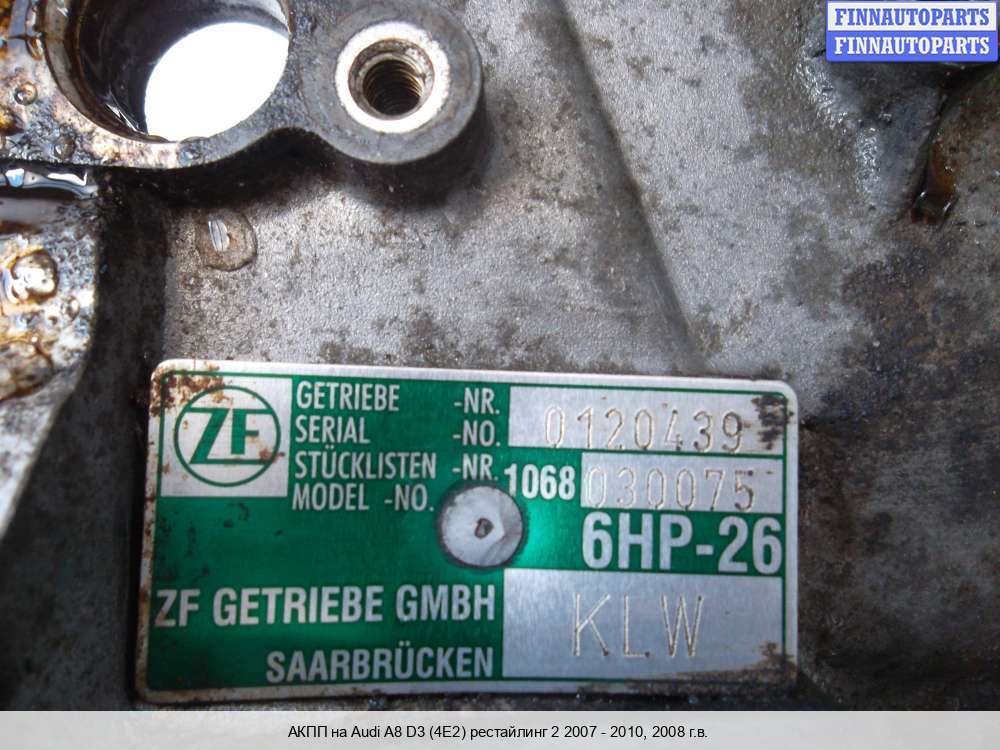 FINNAUTOPARTS
FINNAUTOPARTS
ZF
GETRIEBE -NR.
SERIAL -NO. 0120439
STÜCKLISTEN -NR. 1068 030075
MODEL -NO.
6HP-26
ZF GETRIEBE GMBH KLW
SAARBRÜCKEN
АКПП на Audi A8 D3 (4E2) рестайлинг 2 2007 - 2010, 2008 г.в.